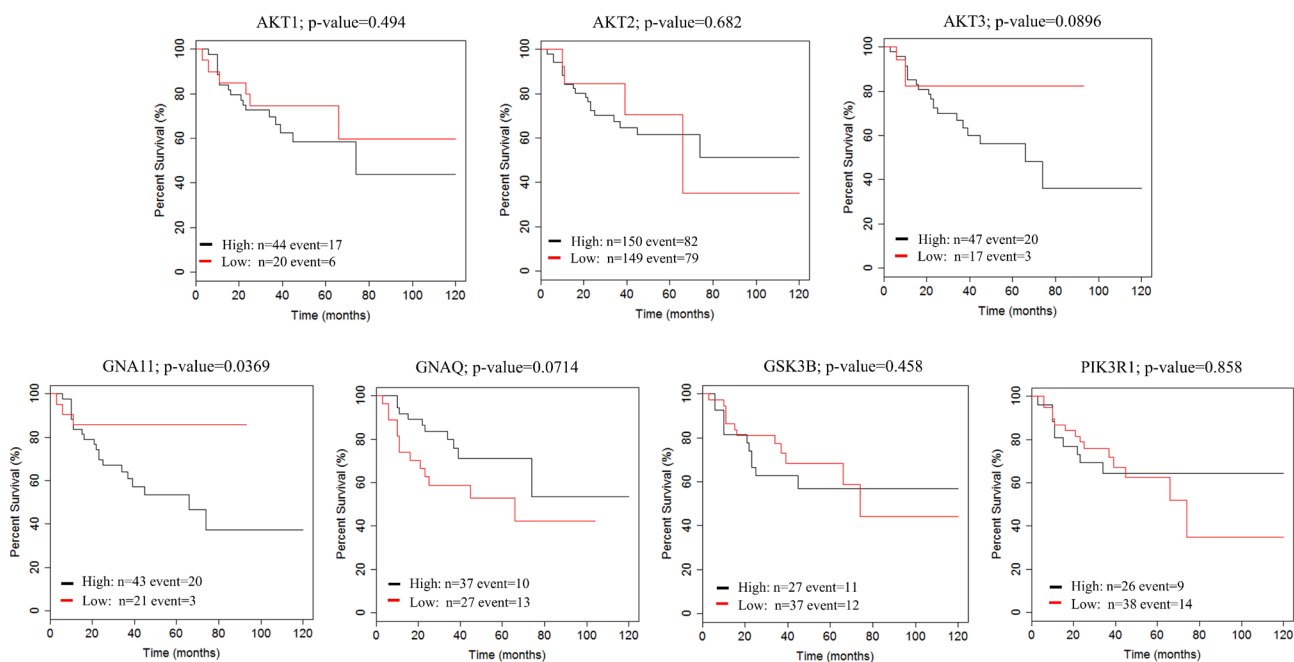 AKT1; p-value=0.494
Percent Survival (%)
100
80
60
40
20
0
High: n=44 event=17
Low: n=20 event=6
0 20 40 60 80 100 120
Time (months)
AKT2; p-value=0.682
Percent Survival (%)
100
80
60
40
20
0
High: n=150 event=82
Low: n=149 event=79
0 20 40 60 80 100 120
Time (months)
AKT3; p-value=0.0896
Percent Survival (%)
100
80
60
40
20
0
High: n=47 event=20
Low: n=17 event=3
0 20 40 60 80 100 120
Time (months)
GNA11; p-value=0.0369
Percent Survival (%)
100
80
60
40
20
0
High: n=43 event=20
Low: n=21 event=3
0 20 40 60 80 100 120
Time (months)
GNAQ; p-value=0.0714
Percent Survival (%)
100
80
60
40
20
0
High: n=37 event=10
Low: n=27 event=13
0 20 40 60 80 100 120
Time (months)
GSK3B; p-value=0.458
Percent Survival (%)
100
80
60
40
20
0
High: n=27 event=11
Low: n=37 event=12
0 20 40 60 80 100 120
Time (months)
PIK3R1; p-value=0.858
Percent Survival (%)
100
80
60
40
20
0
High: n=26 event=9
Low: n=38 event=14
0 20 40 60 80 100 120
Time (months)